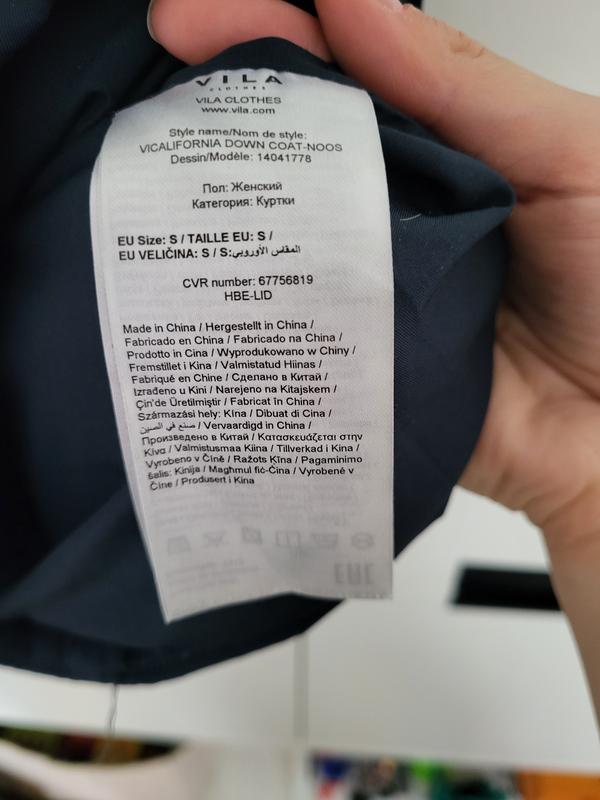 VILA
CLOTHES
VILA CLOTHES
www.vila.com
Style name/Nom de style:
VICALIFORNIA DOWN COAT-NOOS
Dessin/Modèle: 14041778
Пол: Женский
Категория: Куртки
EU Size: S / TAILLE EU: S /
EU VELIČINA: S / S:المقاس الأوروبي
CVR number: 67756819
HBE-LID
Made in China / Hergestellt in China /
Fabricado en China / Fabricado na China /
Prodotto in Cina / Wyprodukowano w Chiny /
Fremstillet i Kina / Valmistatud Hiinas /
Fabriqué en Chine / Сделано в Китай /
Izrađeno u Kini / Narejeno na Kitajskem /
Çin'de Üretilmiştir / Fabricat în China /
Származási hely: Kína / Dibuat di Cina /
صنع في الصين / Vervaardigd in China /
Произведено в Китай / Κατασκευάζεται στην
Κίνα / Valmistusmaa Kiina / Tillverkad i Kina /
Vyrobeno v Číně / Ražots Ķīna / Pagaminimo
šalis: Kinija / Magħmul fiċ-Ċina / Vyrobené v
Číne / Produsert i Kina